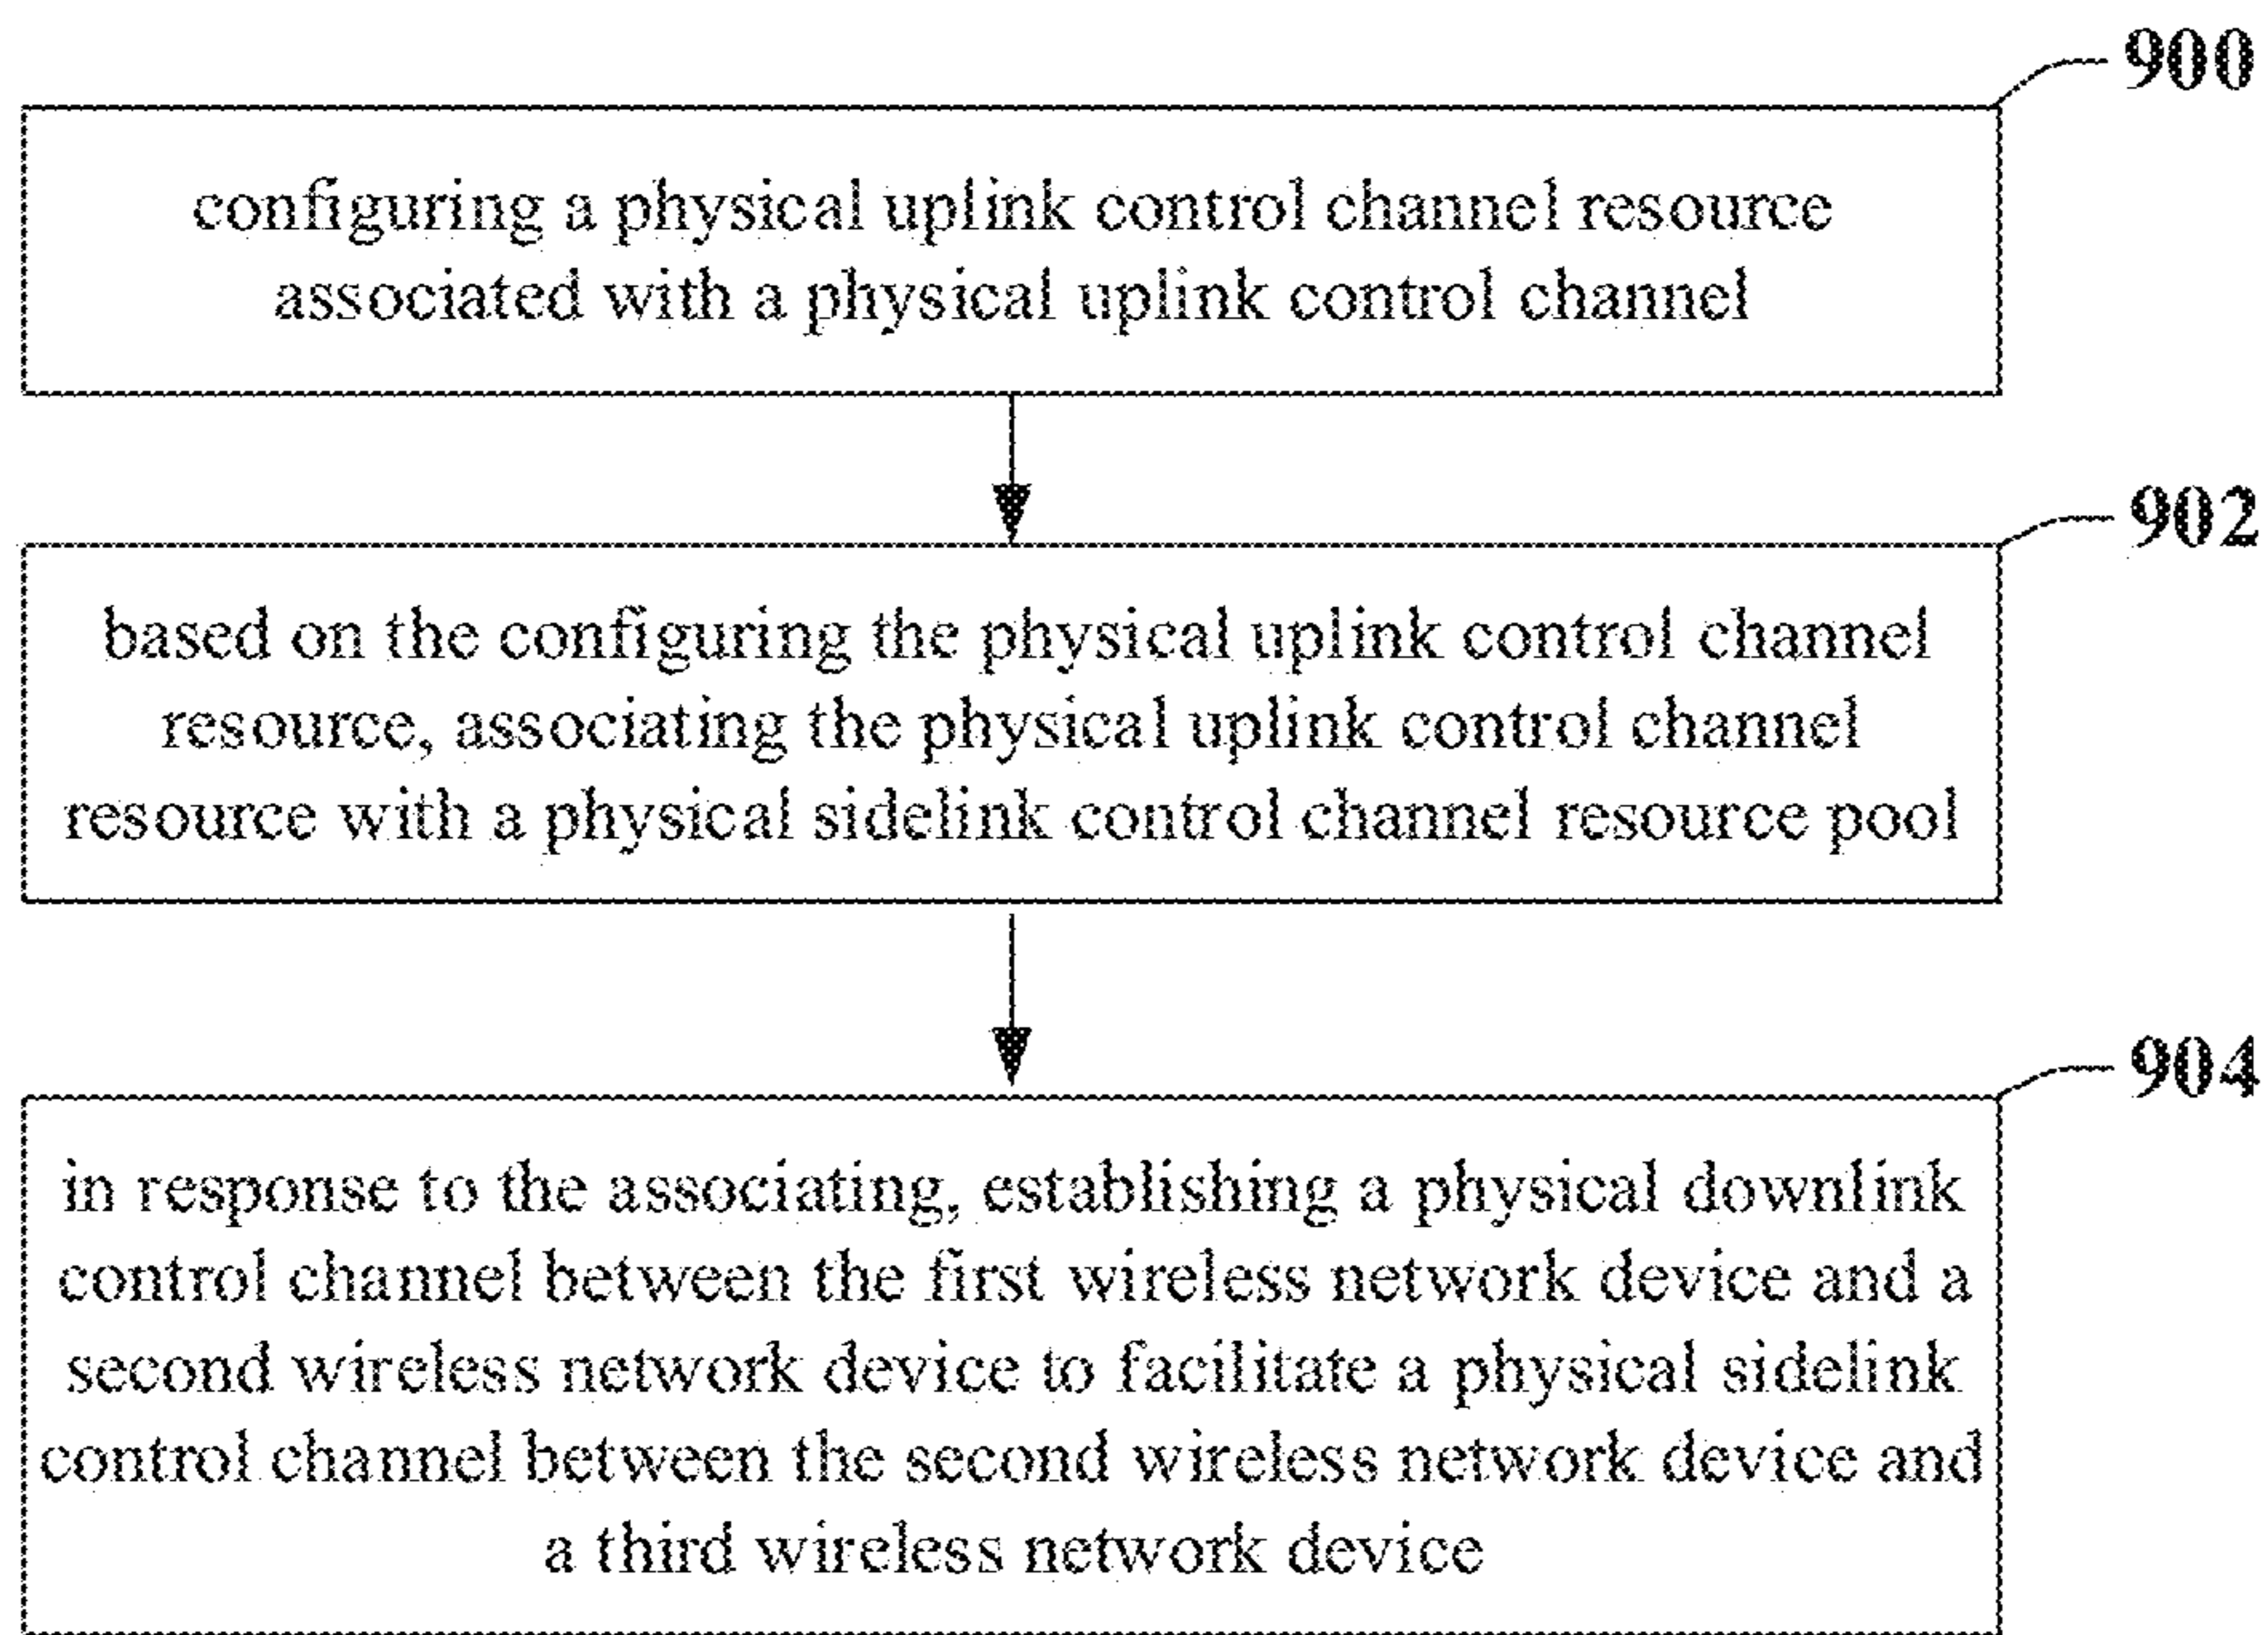 900
configuring a physical uplink control channel resource
associated with a physical uplink control channel
902
based on the configuring the physical uplink control channel
resource, associating the physical uplink control channel
resource with a physical sidelink control channel resource pool
904
in response to the associating, establishing a physical downlink
control channel between the first wireless network device and a
second wireless network device to facilitate a physical sidelink
control channel between the second wireless network device and
a third wireless network device